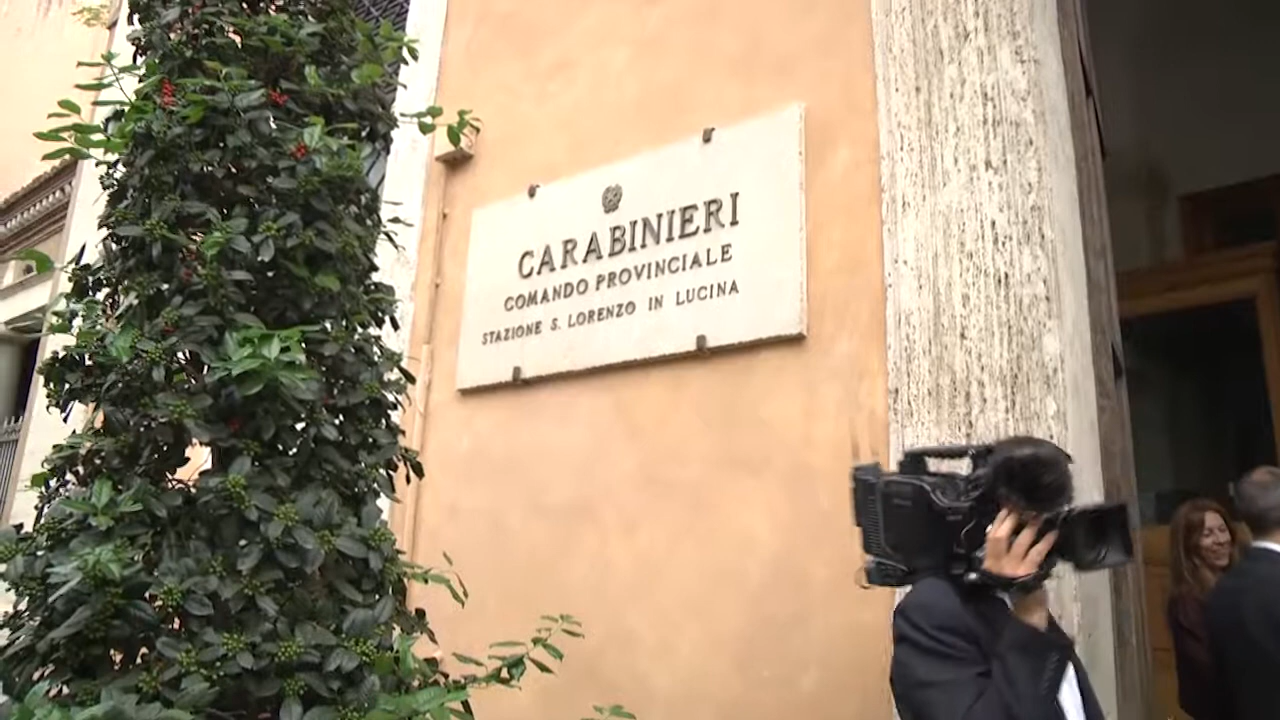 CARABINIERI
COMANDO PROVINCIALE
STAZIONE S. LORENZO IN LUCINA